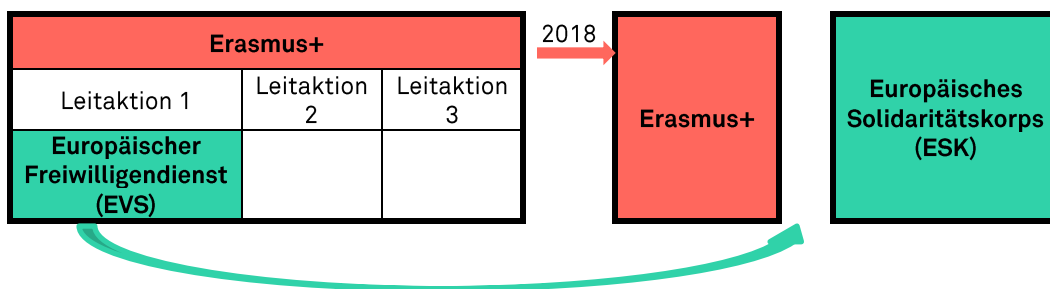 Erasmus+
Leitaktion 1
Leitaktion
2
Leitaktion
3
Europäischer
Freiwilligendienst
(EVS)
2018
Erasmus+
Europäisches
Solidaritätskorps
(ESK)